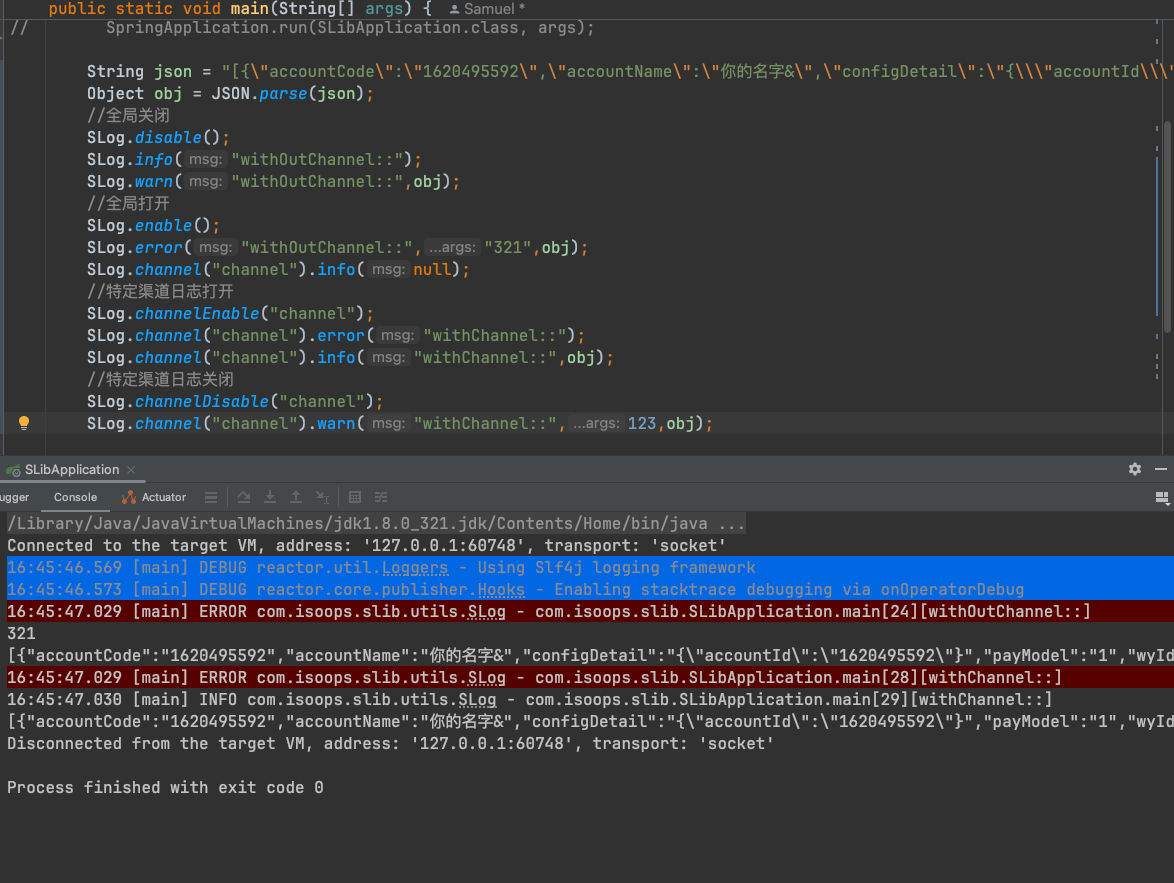 public static void main(String[] args) { Samuel *
// SpringApplication.run(SLibApplication.class, args);
String json = "[{\"accountCode\":\"1620495592\",\"accountName\":\"你的名字&\",\"configDetail\":\"{\\\"accountId\\\"
Object obj = JSON.parse(json);
//全局关闭
SLog.disable();
SLog.info( msg: "withOutChannel::");
SLog.warn( msg: "withOutChannel::",obj);
//全局打开
SLog.enable();
SLog.error( msg: "withOutChannel::", ...args: "321",obj);
SLog.channel("channel").info( msg: null);
//特定渠道日志打开
SLog.channelEnable("channel");
SLog.channel("channel").error( msg: "withChannel::");
SLog.channel("channel").info( msg: "withChannel::",obj);
//特定渠道日志关闭
SLog.channelDisable("channel");
SLog.channel("channel").warn( msg: "withChannel::", ...args: 123,obj);
SLibApplication ×
ugger Console Actuator
/Library/Java/JavaVirtualMachines/jdk1.8.0_321.jdk/Contents/Home/bin/java ...
Connected to the target VM, address: '127.0.0.1:60748', transport: 'socket'
16:45:46.569 [main] DEBUG reactor.util.Loggers - Using Slf4j logging framework
16:45:46.573 [main] DEBUG reactor.core.publisher.Hooks - Enabling stacktrace debugging via onOperatorDebug
16:45:47.029 [main] ERROR com.isoops.slib.utils.SLog - com.isoops.slib.SLibApplication.main[24][withOutChannel::]
321
[{"accountCode":"1620495592","accountName":"你的名字&","configDetail":"{\"accountId\":\"1620495592\"}","payModel":"1","wyId
16:45:47.029 [main] ERROR com.isoops.slib.utils.SLog - com.isoops.slib.SLibApplication.main[28][withChannel::]
16:45:47.030 [main] INFO com.isoops.slib.utils.SLog - com.isoops.slib.SLibApplication.main[29][withChannel::]
[{"accountCode":"1620495592","accountName":"你的名字&","configDetail":"{\"accountId\":\"1620495592\"}","payModel":"1","wyId
Disconnected from the target VM, address: '127.0.0.1:60748', transport: 'socket'
Process finished with exit code 0